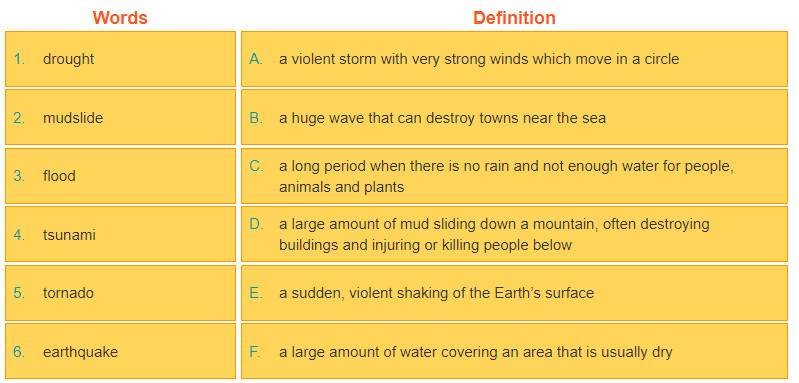 Words Definition
1. drought A. a violent storm with very strong winds which move in a circle
2. mudslide B. a huge wave that can destroy towns near the sea
3. flood C. a long period when there is no rain and not enough water for people,
animals and plants
4. tsunami D. a large amount of mud sliding down a mountain, often destroying
buildings and injuring or killing people below
5. tornado E. a sudden, violent shaking of the Earth's surface
6. earthquake F. a large amount of water covering an area that is usually dry